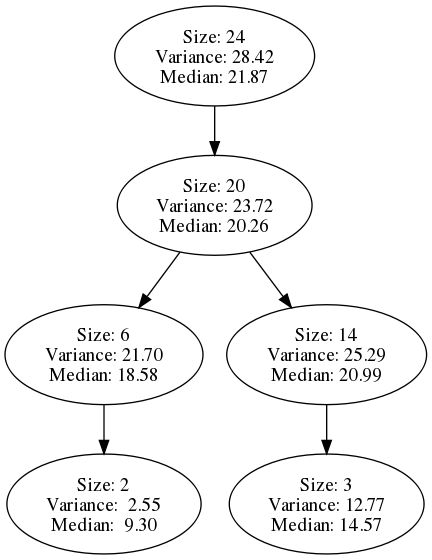 Size: 24
Variance: 28.42
Median: 21.87
Size: 20
Variance: 23.72
Median: 20.26
Size: 6
Variance: 21.70
Median: 18.58
Size: 14
Variance: 25.29
Median: 20.99
Size: 2
Variance: 2.55
Median: 9.30
Size: 3
Variance: 12.77
Median: 14.57